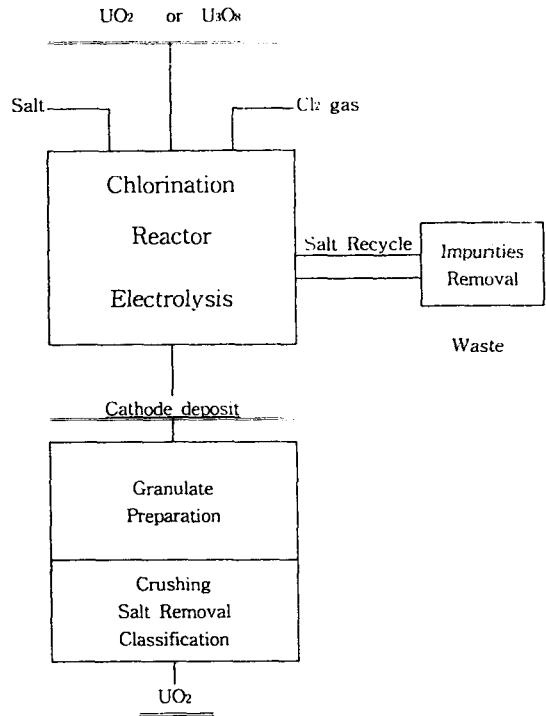 UO₂ or U₃O₈
Salt
Cl₂ gas
Chlorination
Reactor
Electrolysis
Salt Recycle
Impurities
Removal
Waste
Cathode deposit
Granulate
Preparation
Crushing
Salt Removal
Classification
UO₂